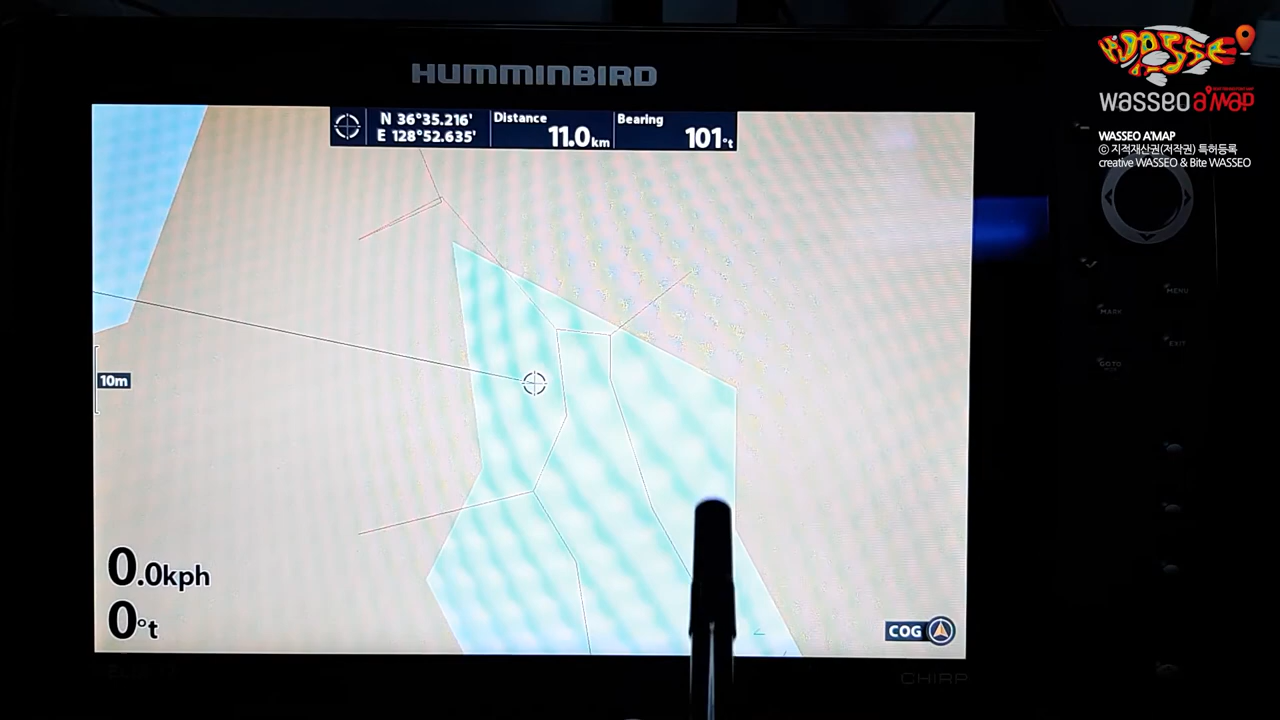 HUMMINBIRD
wasseo a'map
WASSEO A'MAP
© 지적재산권(저작권) 특허등록
creative WASSEO & Bite WASSEO
N 36°35.216'
E 128°52.635'
Distance
11.0km
Bearing
101°t
MENU
MARK
EXIT
GOTO
10m
0.0kph
0°t
COG
CHIRP